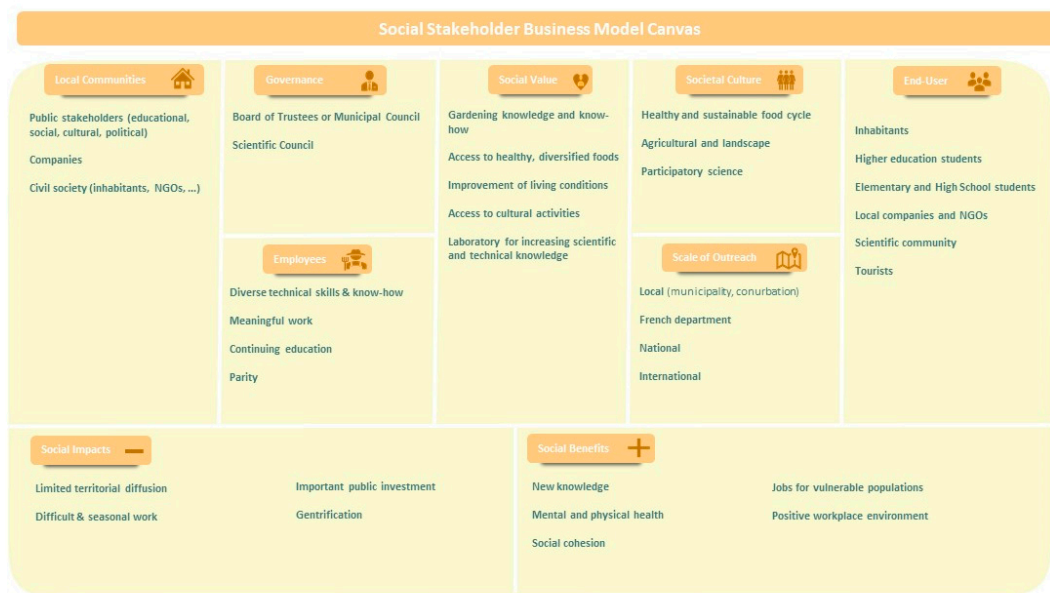 Social Stakeholder Business Model Canvas
Local Communities
Public stakeholders (educational,
social, cultural, political)
Companies
Civil society (inhabitants, NGOs, ...)
Governance
Board of Trustees or Municipal Council
Scientific Council
Employees
Diverse technical skills & know-how
Meaningful work
Continuing education
Parity
Social Value
Gardening knowledge and know-
how
Access to healthy, diversified foods
Improvement of living conditions
Access to cultural activities
Laboratory for increasing scientific
and technical knowledge
Societal Culture
Healthy and sustainable food cycle
Agricultural and landscape
Participatory science
Scale of Outreach
Local (municipality, conurbation)
French department
National
International
End-User
Inhabitants
Higher education students
Elementary and High School students
Local companies and NGOs
Scientific community
Tourists
Social Impacts
Limited territorial diffusion
Difficult & seasonal work
Important public investment
Gentrification
Social Benefits
New knowledge
Mental and physical health
Social cohesion
Jobs for vulnerable populations
Positive workplace environment